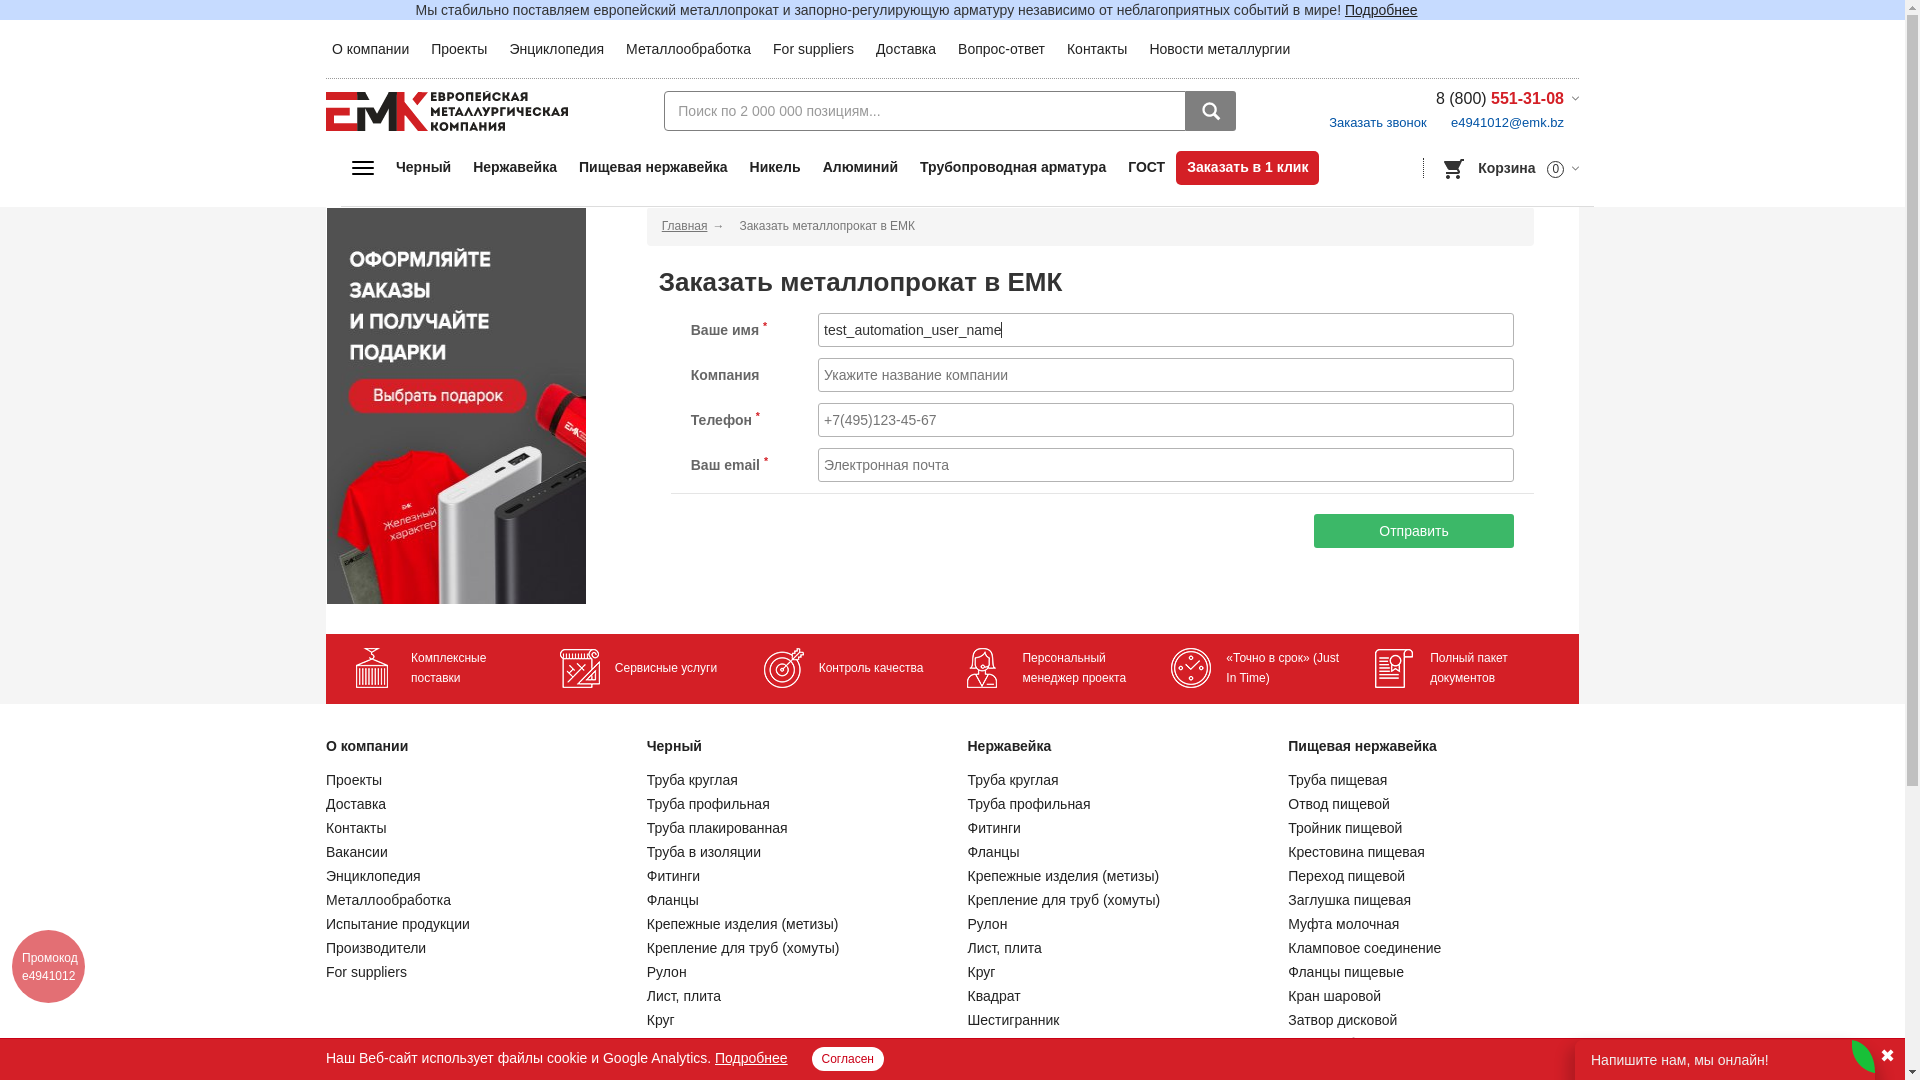 Мы стабильно поставляем европейский металлопрокат и запорно-регулирующую арматуру независимо от неблагоприятных событий в мире! Подробнее
О компании Проекты Энциклопедия Металлообработка For suppliers Доставка Вопрос-ответ Контакты Новости металлургии
ЕМК ЕВРОПЕЙСКАЯ
МЕТАЛЛУРГИЧЕСКАЯ
КОМПАНИЯ
Поиск по 2 000 000 позициям...
8 (800) 551-31-08
Заказать звонок e4941012@emk.bz
Черный Нержавейка Пищевая нержавейка Никель Алюминий Трубопроводная арматура ГОСТ Заказать в 1 клик
Корзина 0
ОФОРМЛЯЙТЕ
ЗАКАЗЫ
И ПОЛУЧАЙТЕ
ПОДАРКИ
Выбрать подарок
ЕМК
Железный
характер
Главная → Заказать металлопрокат в ЕМК
Заказать металлопрокат в ЕМК
Ваше имя * test_automation_user_name
Компания Укажите название компании
Телефон * +7(495)123-45-67
Ваш email * Электронная почта
Отправить
Комплексные
поставки
Сервисные услуги
Контроль качества
Персональный
менеджер проекта
«Точно в срок» (Just
In Time)
Полный пакет
документов
О компании
Проекты
Доставка
Контакты
Вакансии
Энциклопедия
Металлообработка
Испытание продукции
Производители
For suppliers
Черный
Труба круглая
Труба профильная
Труба плакированная
Труба в изоляции
Фитинги
Фланцы
Крепежные изделия (метизы)
Крепление для труб (хомуты)
Рулон
Лист, плита
Круг
Нержавейка
Труба круглая
Труба профильная
Фитинги
Фланцы
Крепежные изделия (метизы)
Крепление для труб (хомуты)
Рулон
Лист, плита
Круг
Квадрат
Шестигранник
Пищевая нержавейка
Труба пищевая
Отвод пищевой
Тройник пищевой
Крестовина пищевая
Переход пищевой
Заглушка пищевая
Муфта молочная
Кламповое соединение
Фланцы пищевые
Кран шаровой
Затвор дисковой
Промокод
e4941012
Наш Веб-сайт использует файлы cookie и Google Analytics. Подробнее Согласен
Напишите нам, мы онлайн!